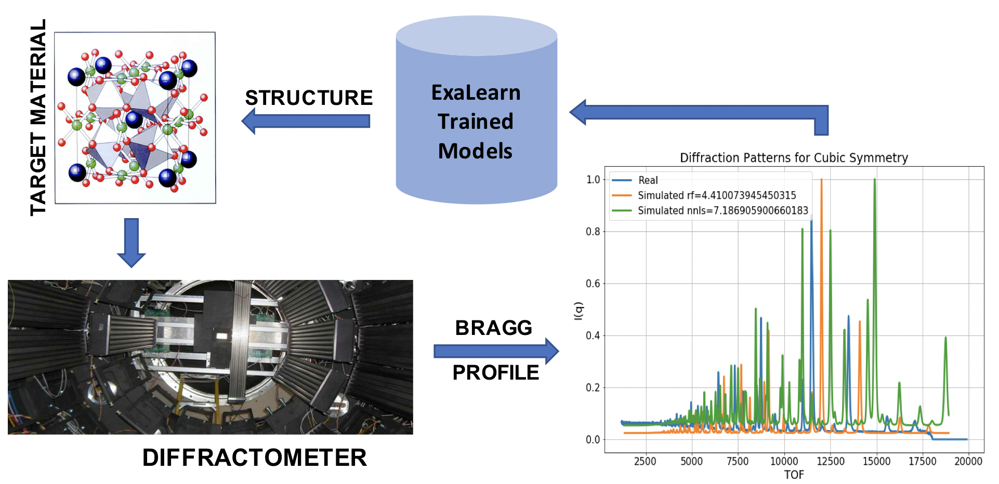 TARGET MATERIAL
STRUCTURE
ExaLearn
Trained
Models
DIFFRACTOMETER
BRAGG
PROFILE
Diffraction Patterns for Cubic Symmetry
Real
Simulated rf=4.410073945450315
Simulated nnls=7.186905900660183
I(q)
1.0
0.8
0.6
0.4
0.2
0.0
2500 5000 7500 10000 12500 15000 17500 20000
TOF